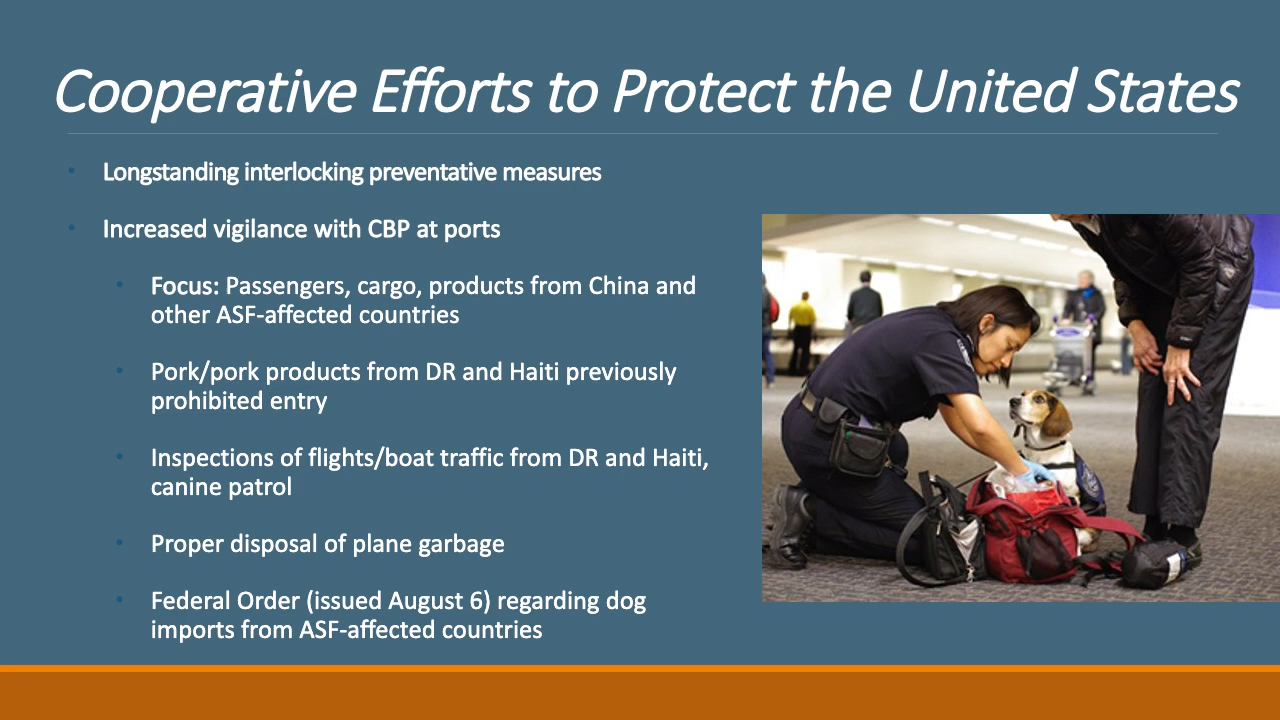 Cooperative Efforts to Protect the United States
• Longstanding interlocking preventative measures
• Increased vigilance with CBP at ports
• Focus: Passengers, cargo, products from China and
other ASF-affected countries
• Pork/pork products from DR and Haiti previously
prohibited entry
• Inspections of flights/boat traffic from DR and Haiti,
canine patrol
• Proper disposal of plane garbage
• Federal Order (issued August 6) regarding dog
imports from ASF-affected countries